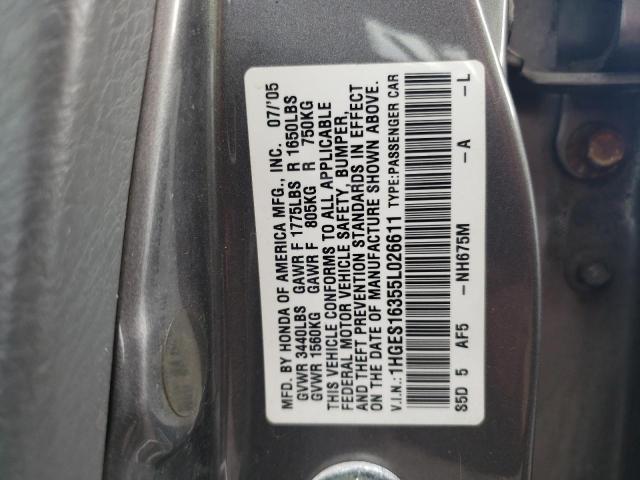 MFD. BY HONDA OF AMERICA MFG., INC. 07/'05
GVWR 3440LBS GAWR F 1775LBS R 1650LBS
GVWR 1560KG GAWR F 805KG R 750KG
THIS VEHICLE CONFORMS TO ALL APPLICABLE
FEDERAL MOTOR VEHICLE SAFETY, BUMPER,
AND THEFT PREVENTION STANDARDS IN EFFECT
ON THE DATE OF MANUFACTURE SHOWN ABOVE.
V.I.N.: 1HGES16355L026611 TYPE:PASSENGER CAR
S5D 5 AF5 -NH675M -A -L